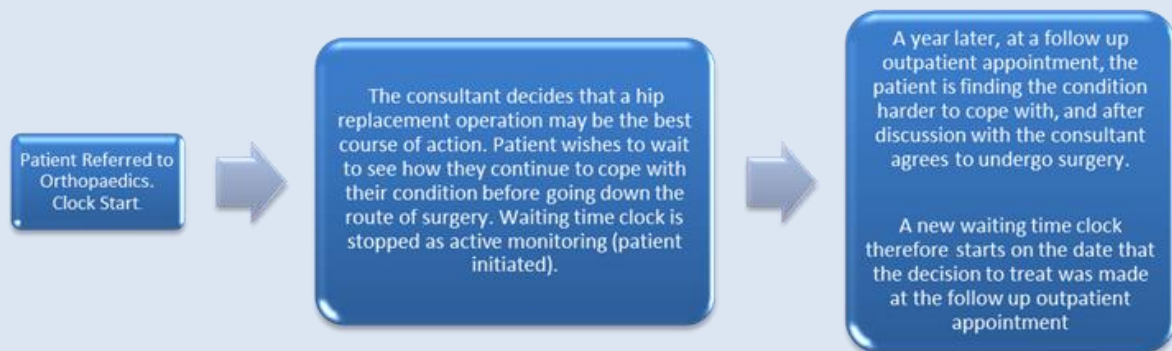 Patient Referred to
Orthopaedics.
Clock Start
The consultant decides that a hip
replacement operation may be the best
course of action. Patient wishes to wait
to see how they continue to cope with
their condition before going down the
route of surgery. Waiting time clock is
stopped as active monitoring (patient
initiated).
A year later, at a follow up
outpatient appointment, the
patient is finding the condition
harder to cope with, and after
discussion with the consultant
agrees to undergo surgery.
A new waiting time clock
therefore starts on the date that
the decision to treat was made
at the follow up outpatient
appointment